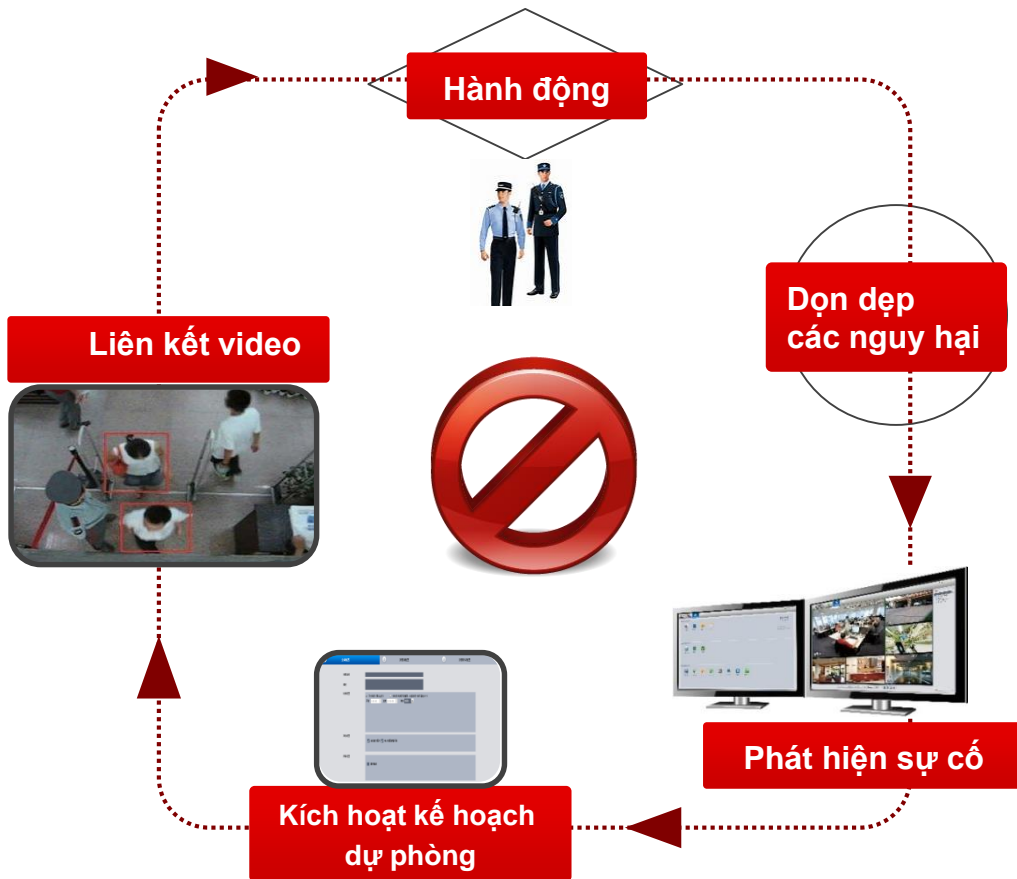 Hành động
Dọn dẹp
các nguy hại
Liên kết video
Phát hiện sự cố
Kích hoạt kế hoạch
dự phòng